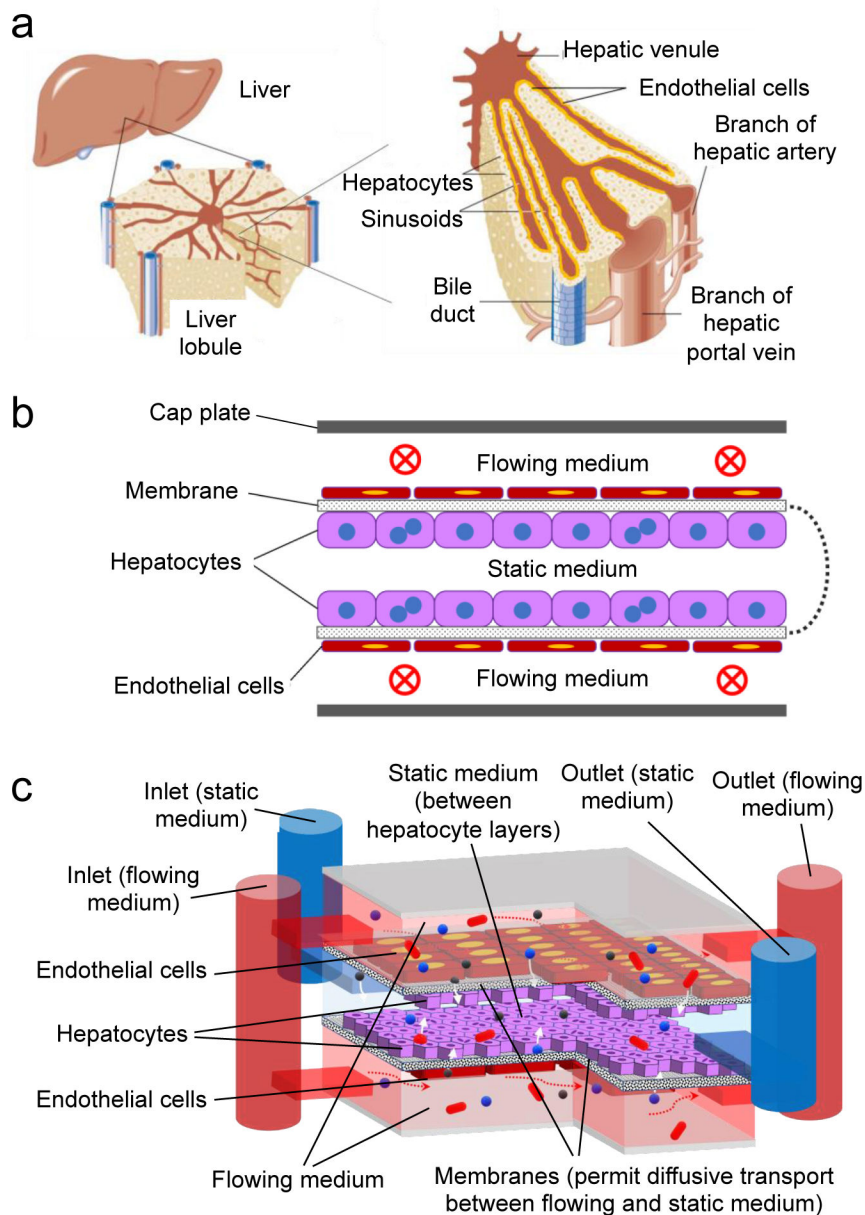 a
Liver
Liver
lobule
Hepatic venule
Endothelial cells
Branch of
hepatic artery
Hepatocytes
Sinusoids
Bile
duct
Branch of
hepatic
portal vein
b
Cap plate
Flowing medium
Membrane
Hepatocytes
Static medium
Endothelial cells
Flowing medium
c
Inlet (static
medium)
Static medium
(between
hepatocyte layers)
Outlet (static
medium)
Outlet (flowing
medium)
Inlet (flowing
medium)
Endothelial cells
Hepatocytes
Endothelial cells
Flowing medium
Membranes (permit diffusive transport
between flowing and static medium)